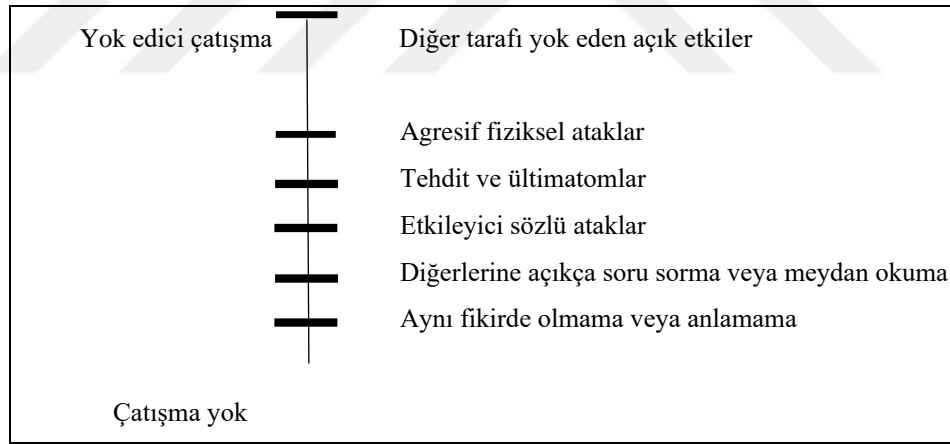 Yok edici çatışma Diğer tarafı yok eden açık etkiler
Agresif fiziksel ataklar
Tehdit ve ültimatomlar
Etkileyici sözlü ataklar
Diğerlerine açıkça soru sorma veya meydan okuma
Aynı fikirde olmama veya anlamama
Çatışma yok